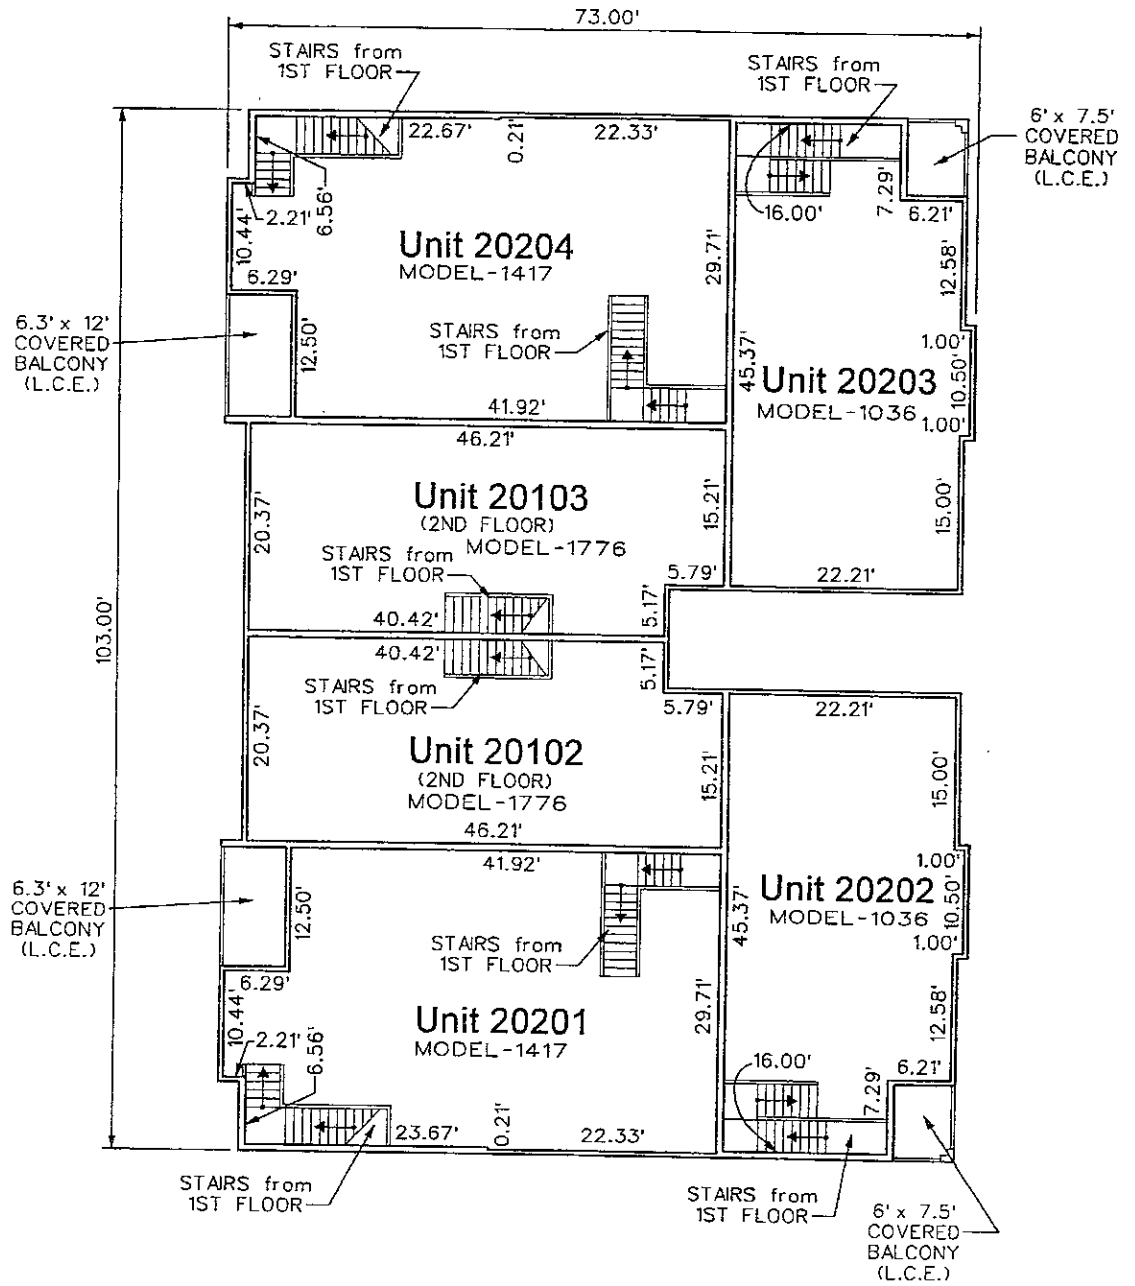 73.00'
STAIRS from
1ST FLOOR
STAIRS from
1ST FLOOR
6' x 7.5'
COVERED
BALCONY
(L.C.E.)
22.67'
0.21'
22.33'
2.21'
6.56'
10.44'
6.29'
16.00'
7.29'
6.21'
Unit 20204
MODEL-1417
29.71'
12.58'
6.3' x 12'
COVERED
BALCONY
(L.C.E.)
12.50'
STAIRS from
1ST FLOOR
41.92'
45.37'
1.00'
10.50'
1.00'
Unit 20203
MODEL-1036
46.21'
20.37'
Unit 20103
(2ND FLOOR)
MODEL-1776
15.21'
15.00'
STAIRS from
1ST FLOOR
5.79'
22.21'
40.42'
5.17'
103.00'
40.42'
5.17'
STAIRS from
1ST FLOOR
5.79'
22.21'
20.37'
Unit 20102
(2ND FLOOR)
MODEL-1776
15.21'
15.00'
46.21'
41.92'
1.00'
10.50'
1.00'
6.3' x 12'
COVERED
BALCONY
(L.C.E.)
12.50'
45.37'
Unit 20202
MODEL-1036
STAIRS from
1ST FLOOR
6.29'
10.44'
2.21'
6.56'
Unit 20201
MODEL-1417
29.71'
12.58'
16.00'
7.29'
6.21'
23.67'
0.21'
22.33'
STAIRS from
1ST FLOOR
STAIRS from
1ST FLOOR
6' x 7.5'
COVERED
BALCONY
(L.C.E.)